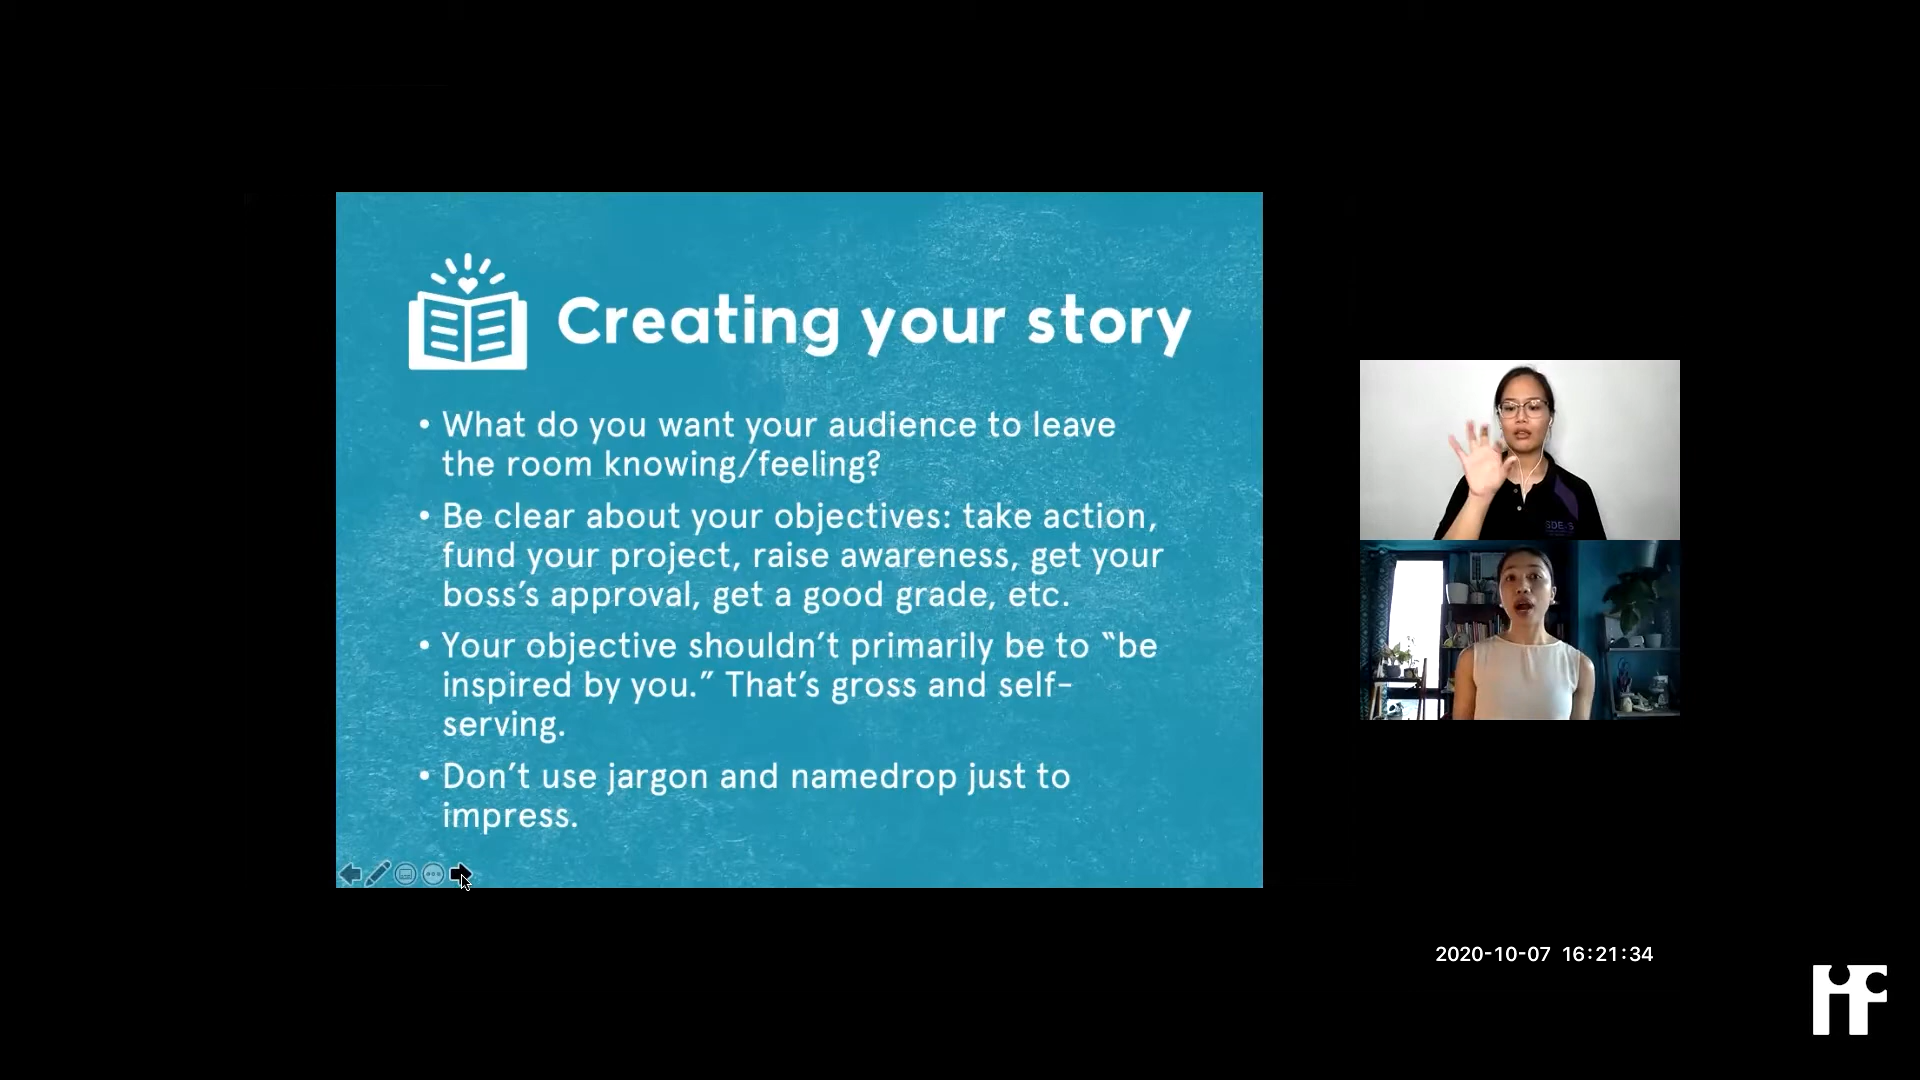 Creating your story
• What do you want your audience to leave
the room knowing/feeling?
• Be clear about your objectives: take action,
fund your project, raise awareness, get your
boss’s approval, get a good grade, etc.
• Your objective shouldn’t primarily be to “be
inspired by you.” That’s gross and self-
serving.
• Don’t use jargon and namedrop just to
impress.
2020-10-07 16:21:34